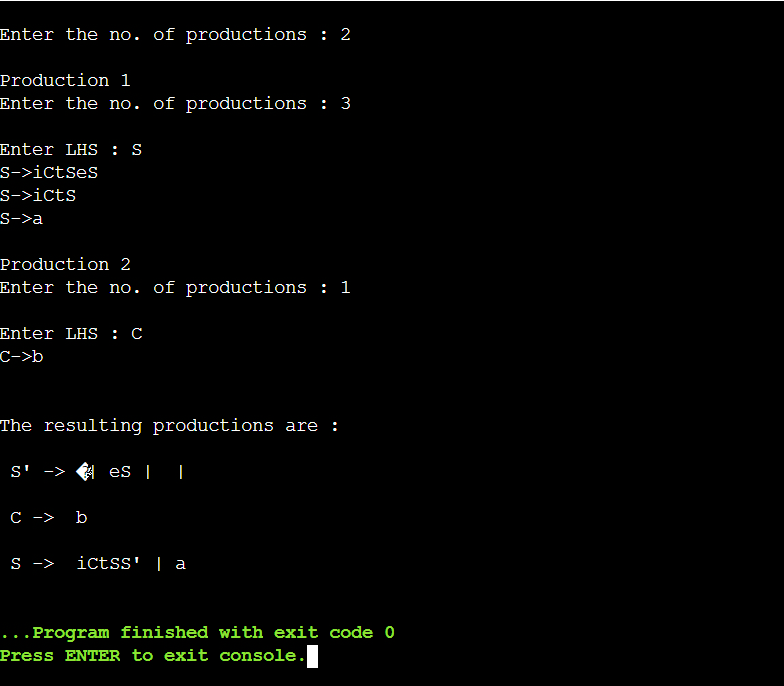 Enter the no. of productions : 2
Production 1
Enter the no. of productions : 3
Enter LHS : S
S->iCtSeS
S->iCtS
S->a
Production 2
Enter the no. of productions : 1
Enter LHS : C
C->b
The resulting productions are :
S' -> �| eS |  |
C ->  b
S ->  iCtSS' | a
...Program finished with exit code 0
Press ENTER to exit console.